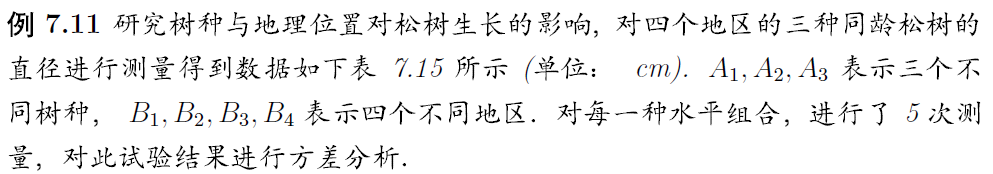 例 7.11 研究树种与地理位置对松树生长的影响, 对四个地区的三种同龄松树的
直径进行测量得到数据如下表 7.15 所示 (单位: cm). A₁, A₂, A₃ 表示三个不
同树种, B₁, B₂, B₃, B₄ 表示四个不同地区. 对每一种水平组合, 进行了 5 次测
量, 对此试验结果进行方差分析.